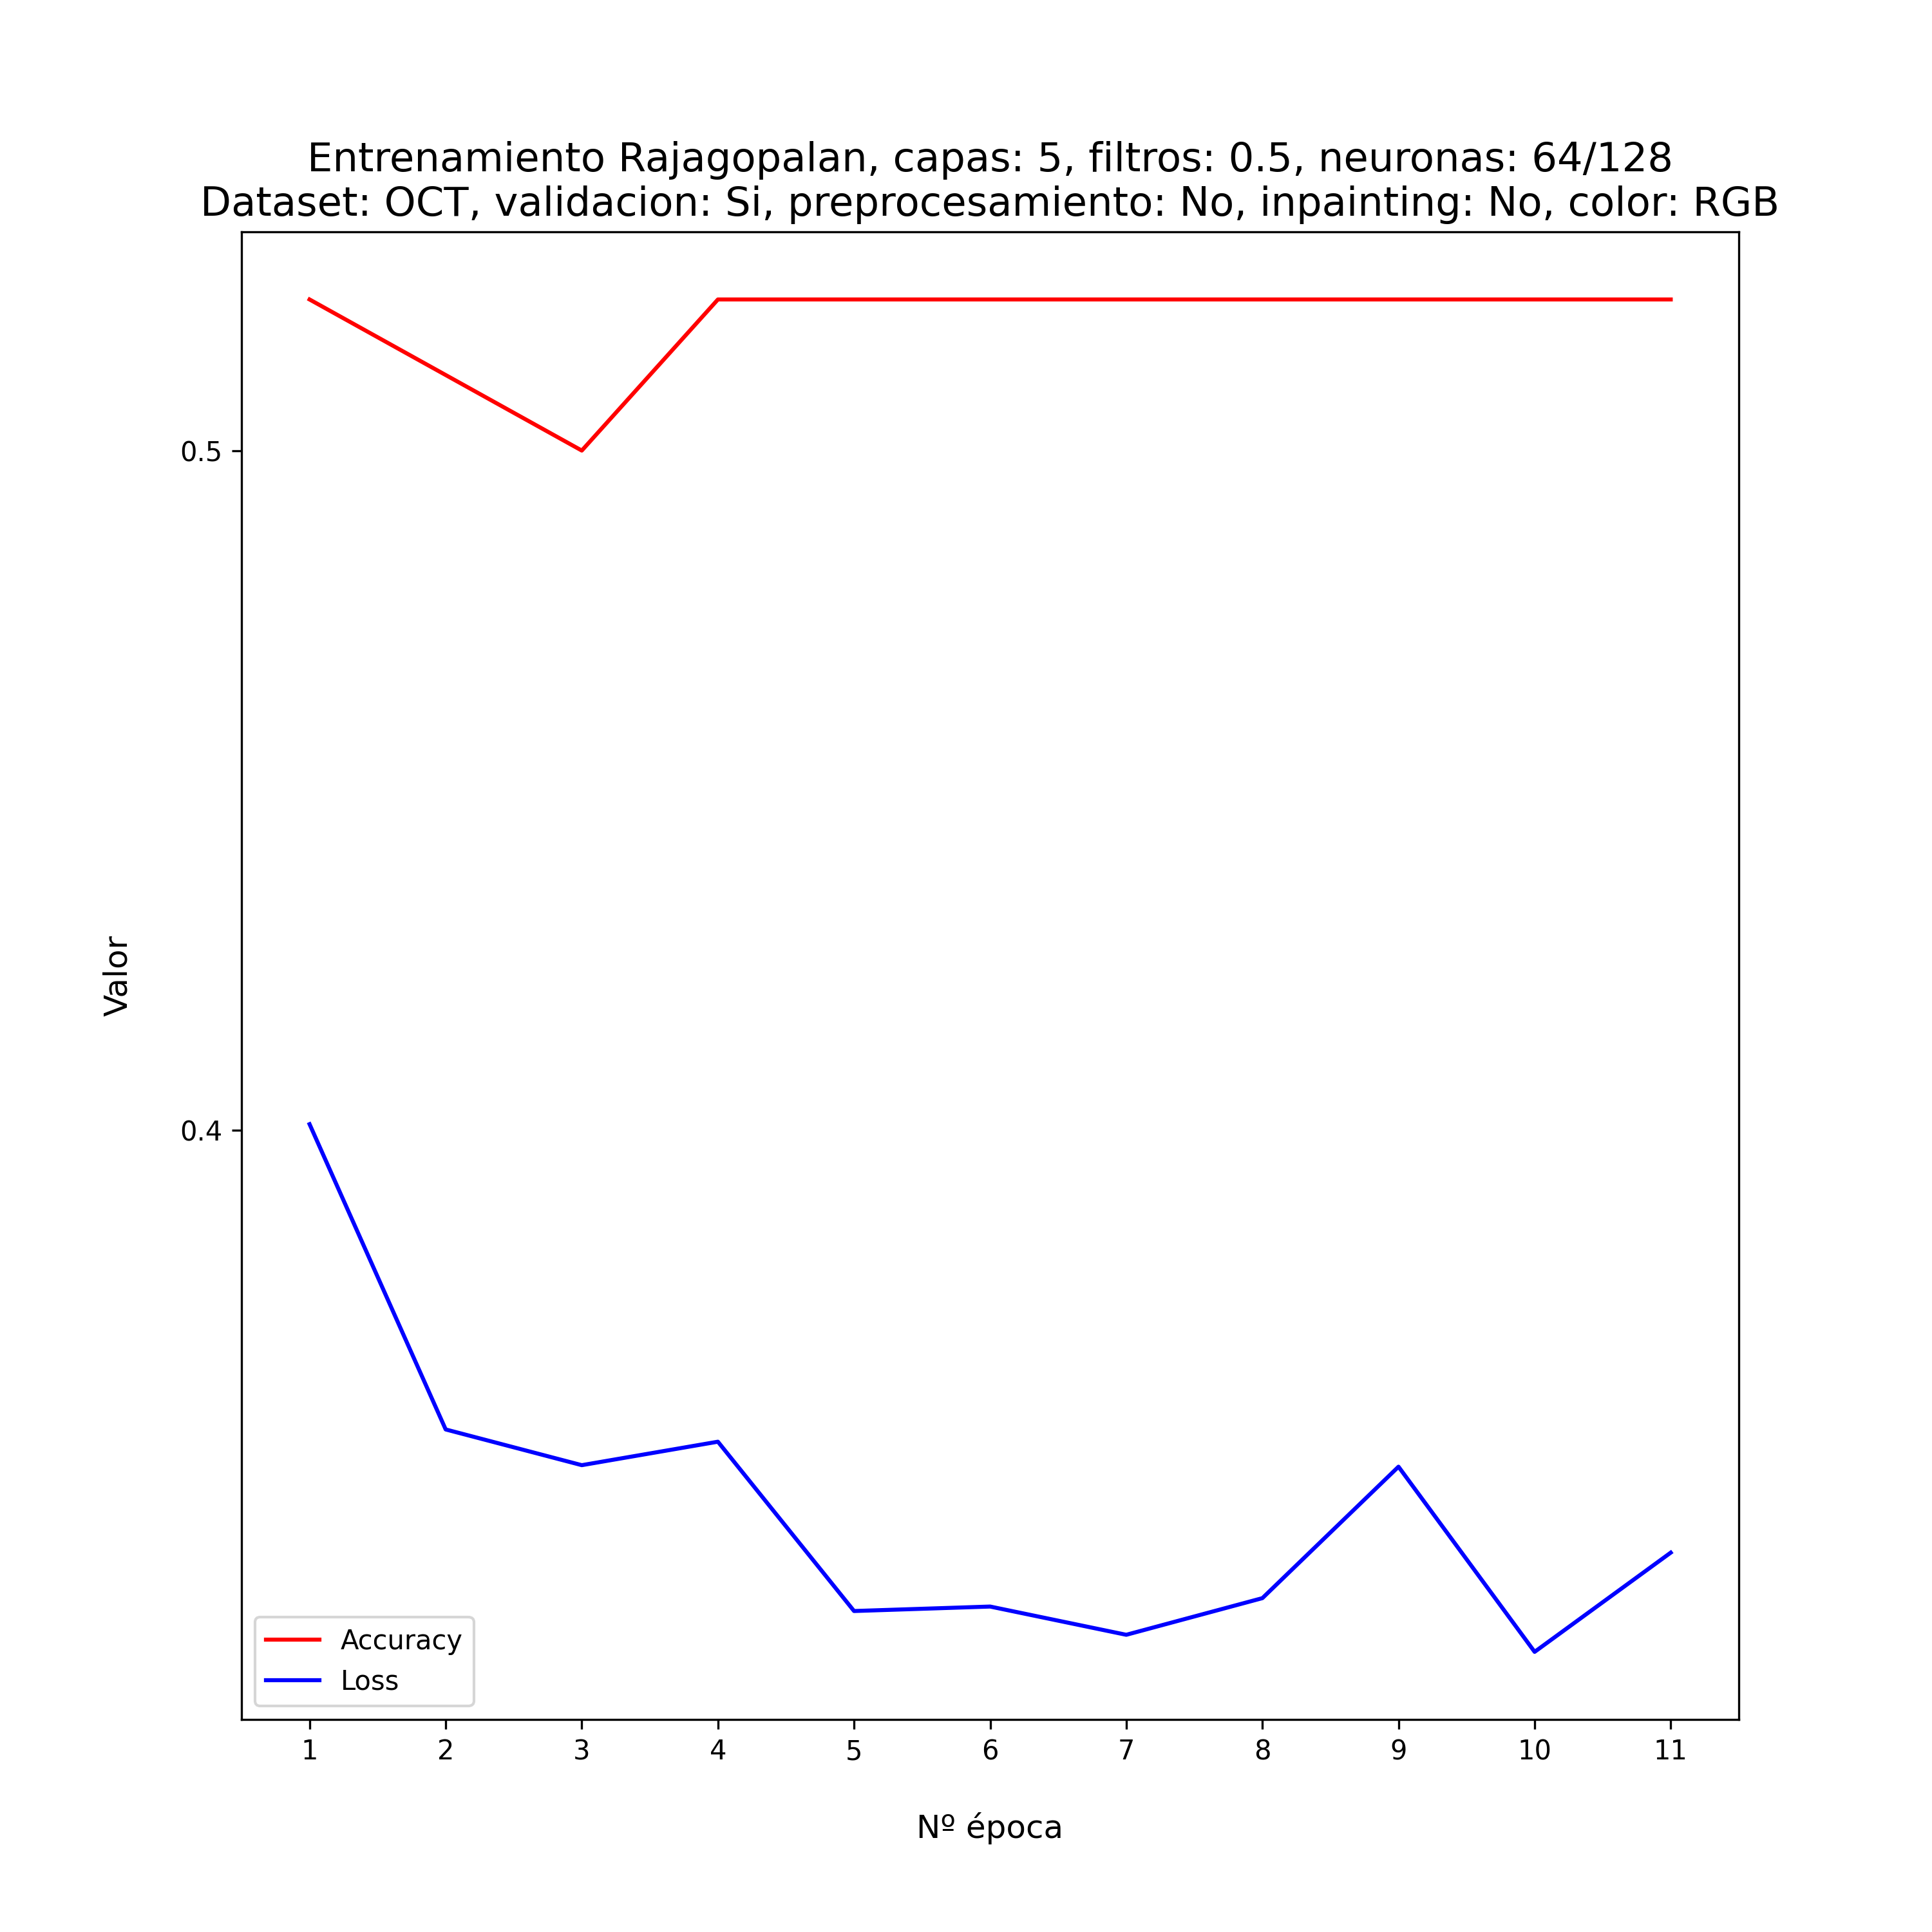 Entrenamiento Rajagopalan, capas: 5, filtros: 0.5, neuronas: 64/128
Dataset: OCT, validacion: Si, preprocesamiento: No, inpainting: No, color: RGB
0.5
0.4
Valor
Accuracy
Loss
1 2 3 4 5 6 7 8 9 10 11
Nº época